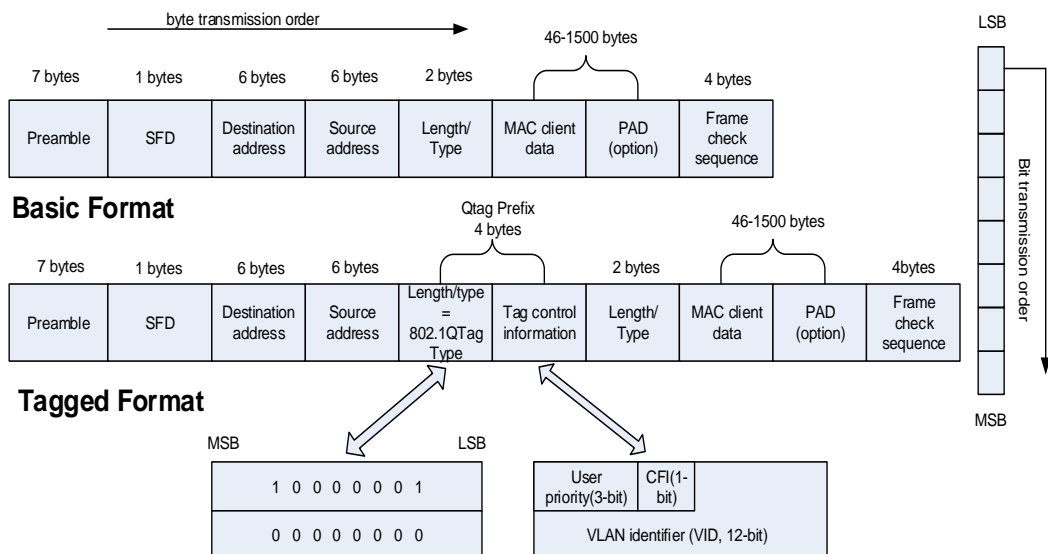 byte transmission order
46-1500 bytes
LSB
7 bytes
1 bytes
6 bytes
6 bytes
2 bytes
4 bytes
Preamble
SFD
Destination
address
Source
address
Length/
Type
MAC client
data
PAD
(option)
Frame
check
sequence
Bit transmission order
Basic Format
Qtag Prefix
4 bytes
46-1500 bytes
7 bytes
1 bytes
6 bytes
6 bytes
2 bytes
4bytes
Preamble
SFD
Destination
address
Source
address
Length/type
=
802.1QTag
Type
Tag control
information
Length/
Type
MAC client
data
PAD
(option)
Frame
check
sequence
Tagged Format
MSB
MSB
LSB
1 0 0 0 0 0 0 1
0 0 0 0 0 0 0 0
User
priority(3-bit)
CFI(1-
bit)
VLAN identifier (VID, 12-bit)